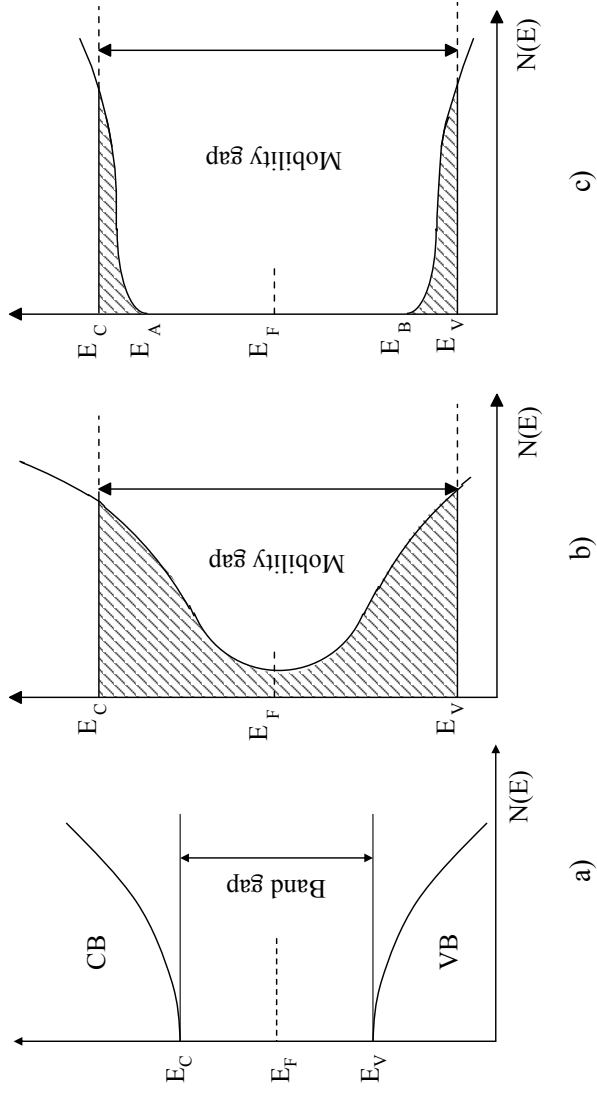 CB
E_C
E_F
E_V
Band gap
VB
N(E)
a)
E_C
E_F
E_V
Mobility gap
N(E)
b)
E_C
E_A
E_F
E_B
E_V
Mobility gap
N(E)
c)